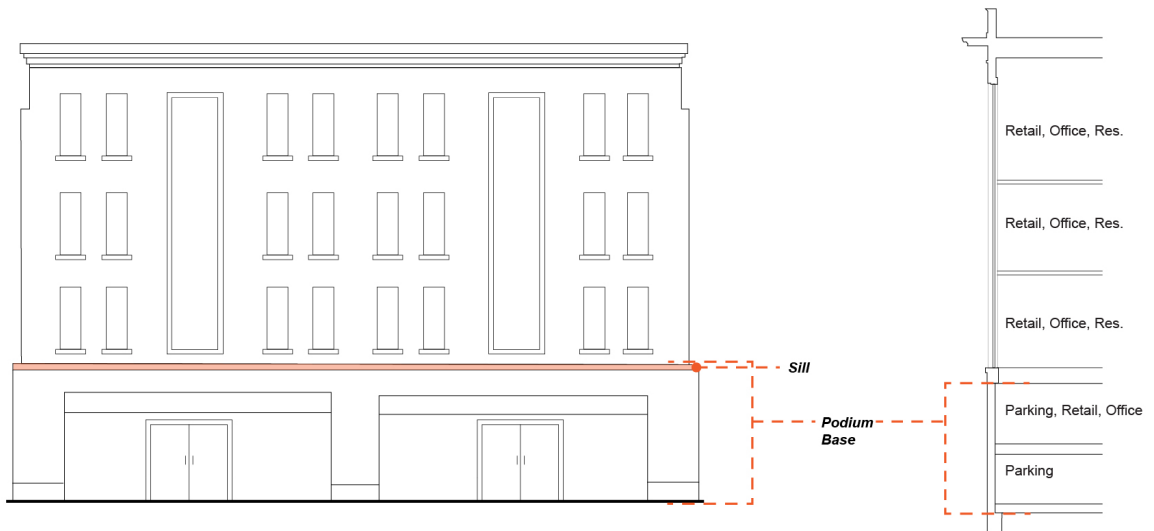 Retail, Office, Res.
Retail, Office, Res.
Retail, Office, Res.
Sill
Podium
Base
Parking, Retail, Office
Parking